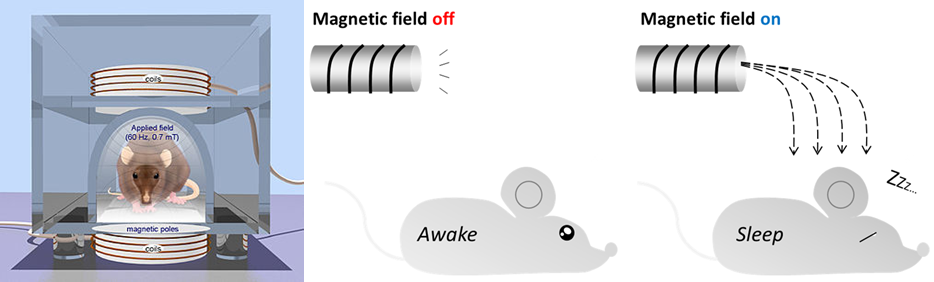 coils
Applied field
(60 Hz, 0.7 mT)
magnetic poles
coils
Magnetic field off
Awake
Magnetic field on
Zzz...
Sleep